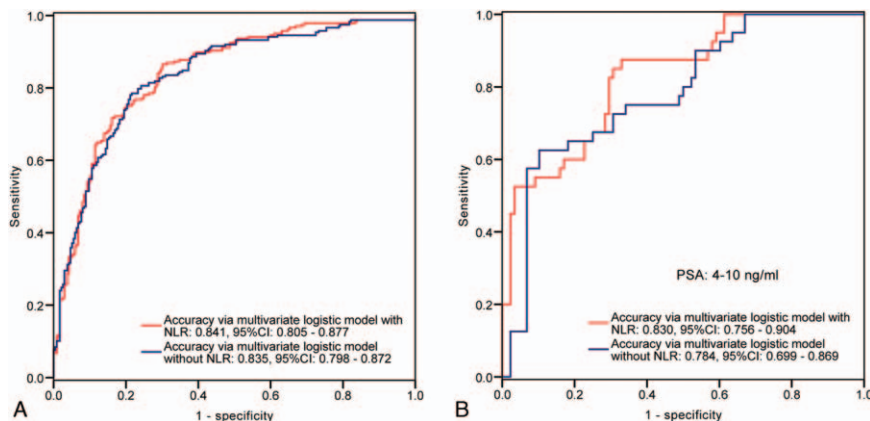 1.0
0.8
0.6
0.4
0.2
0.0
Sensitivity
Accuracy via multivariate logistic model with
NLR: 0.841, 95%CI: 0.805 - 0.877
Accuracy via multivariate logistic model
without NLR: 0.835, 95%CI: 0.798 - 0.872
0.0 0.2 0.4 0.6 0.8 1.0
1 - specificity
A
1.0
0.8
0.6
0.4
0.2
0.0
Sensitivity
PSA: 4-10 ng/ml
Accuracy via multivariate logistic model with
NLR: 0.830, 95%CI: 0.756 - 0.904
Accuracy via multivariate logistic model
without NLR: 0.784, 95%CI: 0.699 - 0.869
0.0 0.2 0.4 0.6 0.8 1.0
1 - specificity
B